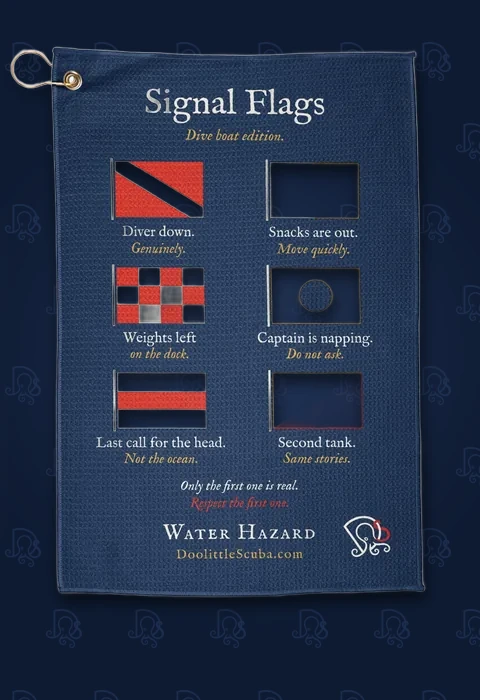 Signal Flags
Dive boat edition.
Diver down.
Genuinely.
Snacks are out.
Move quickly.
Weights left
on the dock.
Captain is napping.
Do not ask.
Last call for the head.
Not the ocean.
Second tank.
Same stories.
Only the first one is real.
Respect the first one.
WATER HAZARD
DoolittleScuba.com